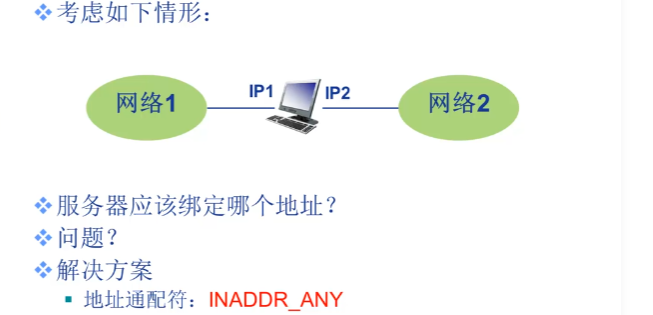 考虑如下情形：
网络1 IP1 IP2 网络2
服务器应该绑定哪个地址？
问题？
解决方案
地址通配符：INADDR_ANY